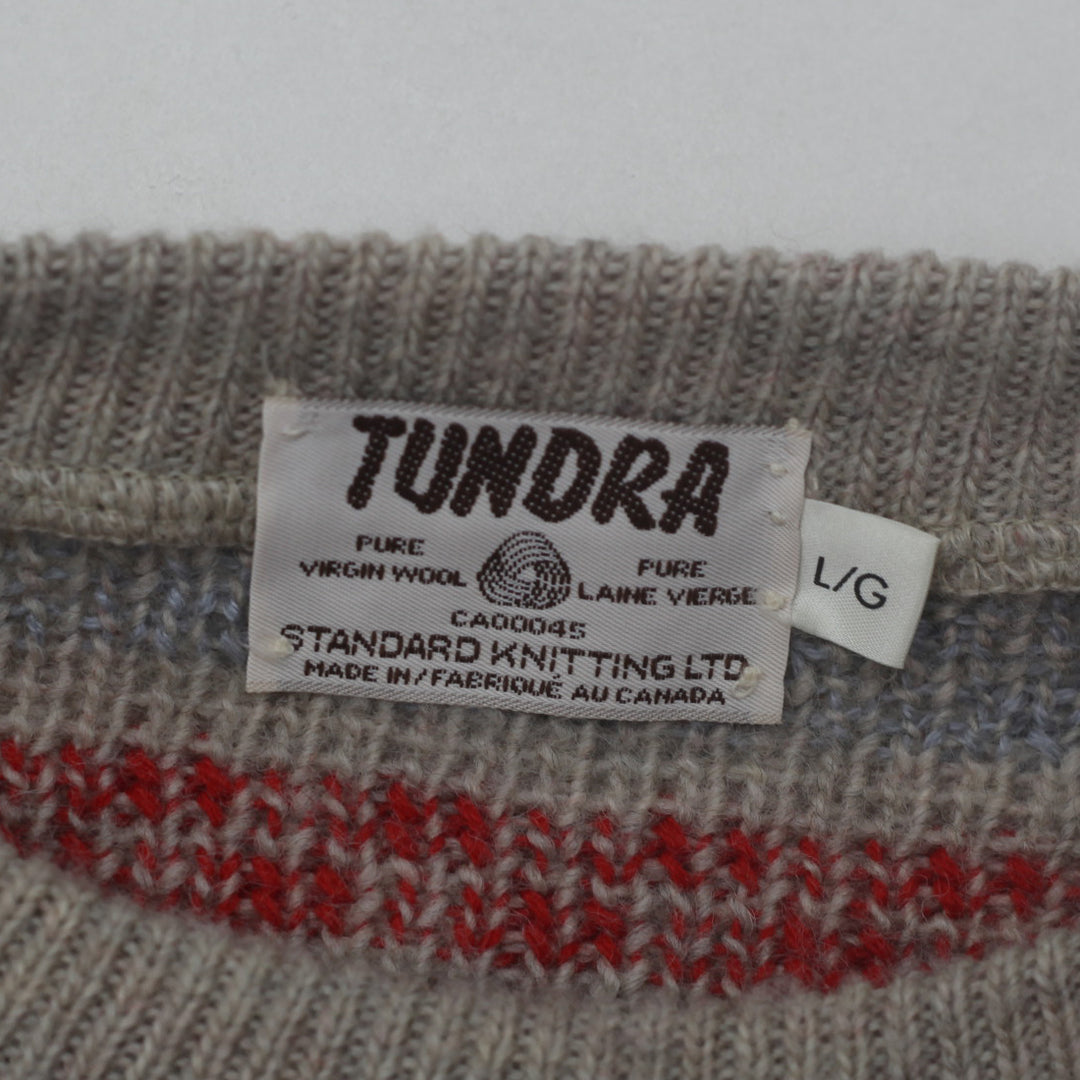 TUNDRA
PURE
VIRGIN WOOL
PURE
LAINE VIERGE
CA00045
STANDARD KNITTING LTD
MADE IN/FABRIQUÉ AU CANADA
L/G